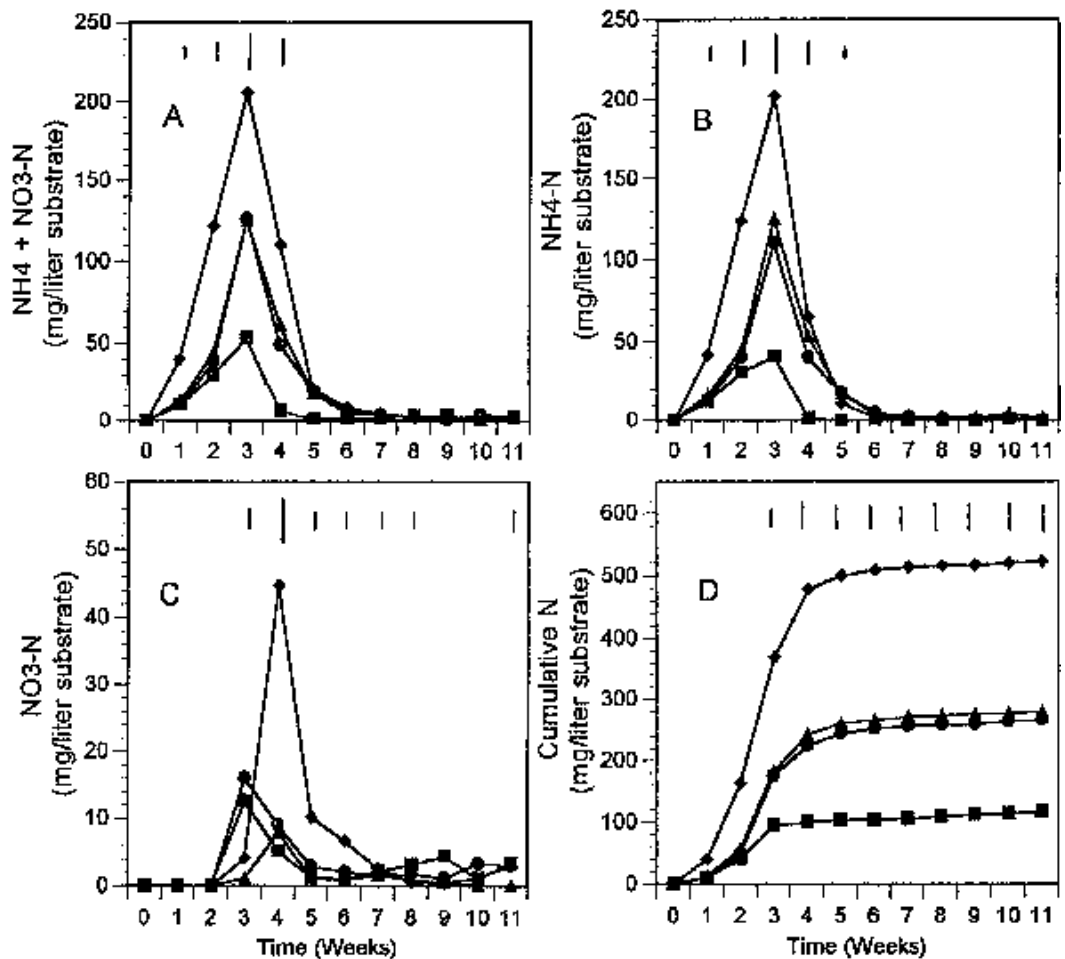 250
200
150
100
50
0
NH4 + NO3-N
(mg/liter substrate)
A
0 1 2 3 4 5 6 7 8 9 10 11
250
200
150
100
50
0
NH4-N
(mg/liter substrate)
B
0 1 2 3 4 5 6 7 8 9 10 11
60
50
40
30
20
10
0
NO3-N
(mg/liter substrate)
C
0 1 2 3 4 5 6 7 8 9 10 11
Time (Weeks)
600
500
400
300
200
100
0
Cumulative N
(mg/liter substrate)
D
0 1 2 3 4 5 6 7 8 9 10 11
Time (Weeks)